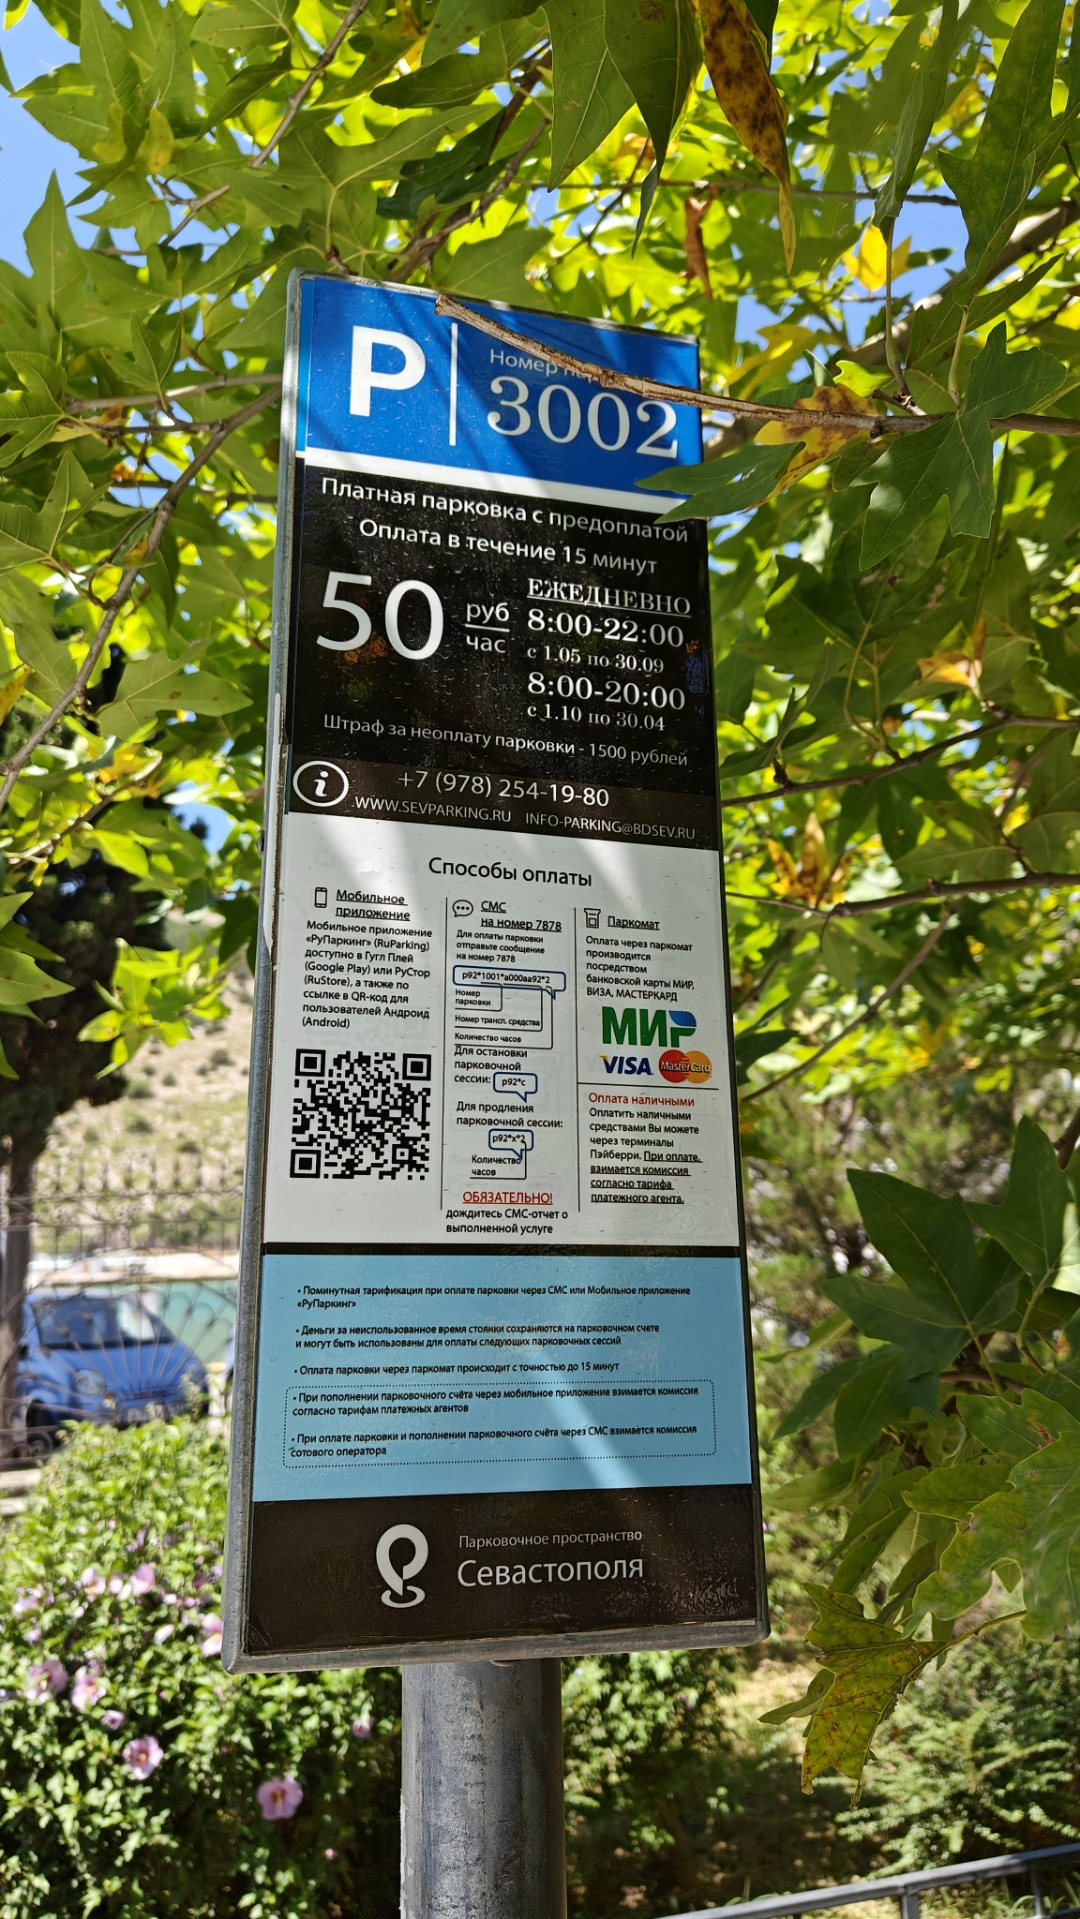 P
Номер
3002
Платная парковка с предоплатой
Оплата в течение 15 минут
50 руб
час
ЕЖЕДНЕВНО
8:00-22:00
с 1.05 по 30.09
8:00-20:00
с 1.10 по 30.04
Штраф за неоплату парковки - 1500 рублей
i
+7 (978) 254-19-80
WWW.SEVPARKING.RU INFO-PARKING@BDSEV.RU
Способы оплаты
Мобильное
приложение
Мобильное приложение
«РуПаркинг» (RuParking)
доступно в Гугл Плей
(Google Play) или РуСтор
(RuStore), а также по
ссылке в QR-код для
пользователей Андроид
(Android)
СМС
на номер 7878
Для оплаты парковки
отправьте сообщение
на номер 7878
p92*1001*a000aa92*2
Номер
парковки
Номер трансп. средства
Количество часов
Для остановки
парковочной
сессии: p92*c
Для продления
парковочной сессии:
p92*x*2
Количество
часов
ОБЯЗАТЕЛЬНО!
дождитесь СМС-отчет о
выполненной услуге
Паркомат
Оплата через паркомат
производится
посредством
банковской карты МИР,
ВИЗА, МАСТЕРКАРД
МИР
VISA MasterCard
Оплата наличными
Оплатить наличными
средствами Вы можете
через терминалы
Пэйберри. При оплате,
взимается комиссия
согласно тарифа
платежного агента.
• Поминутная тарификация при оплате парковки через СМС или Мобильное приложение
«РуПаркинг»
• Деньги за неиспользованное время стоянки сохраняются на парковочном счете
и могут быть использованы для оплаты следующих парковочных сессий
• Оплата парковки через паркомат происходит с точностью до 15 минут
• При пополнении парковочного счёта через мобильное приложение взимается комиссия
согласно тарифам платежных агентов
• При оплате парковки и пополнении парковочного счёта через СМС взимается комиссия
сотового оператора
Парковочное пространство
Севастополя